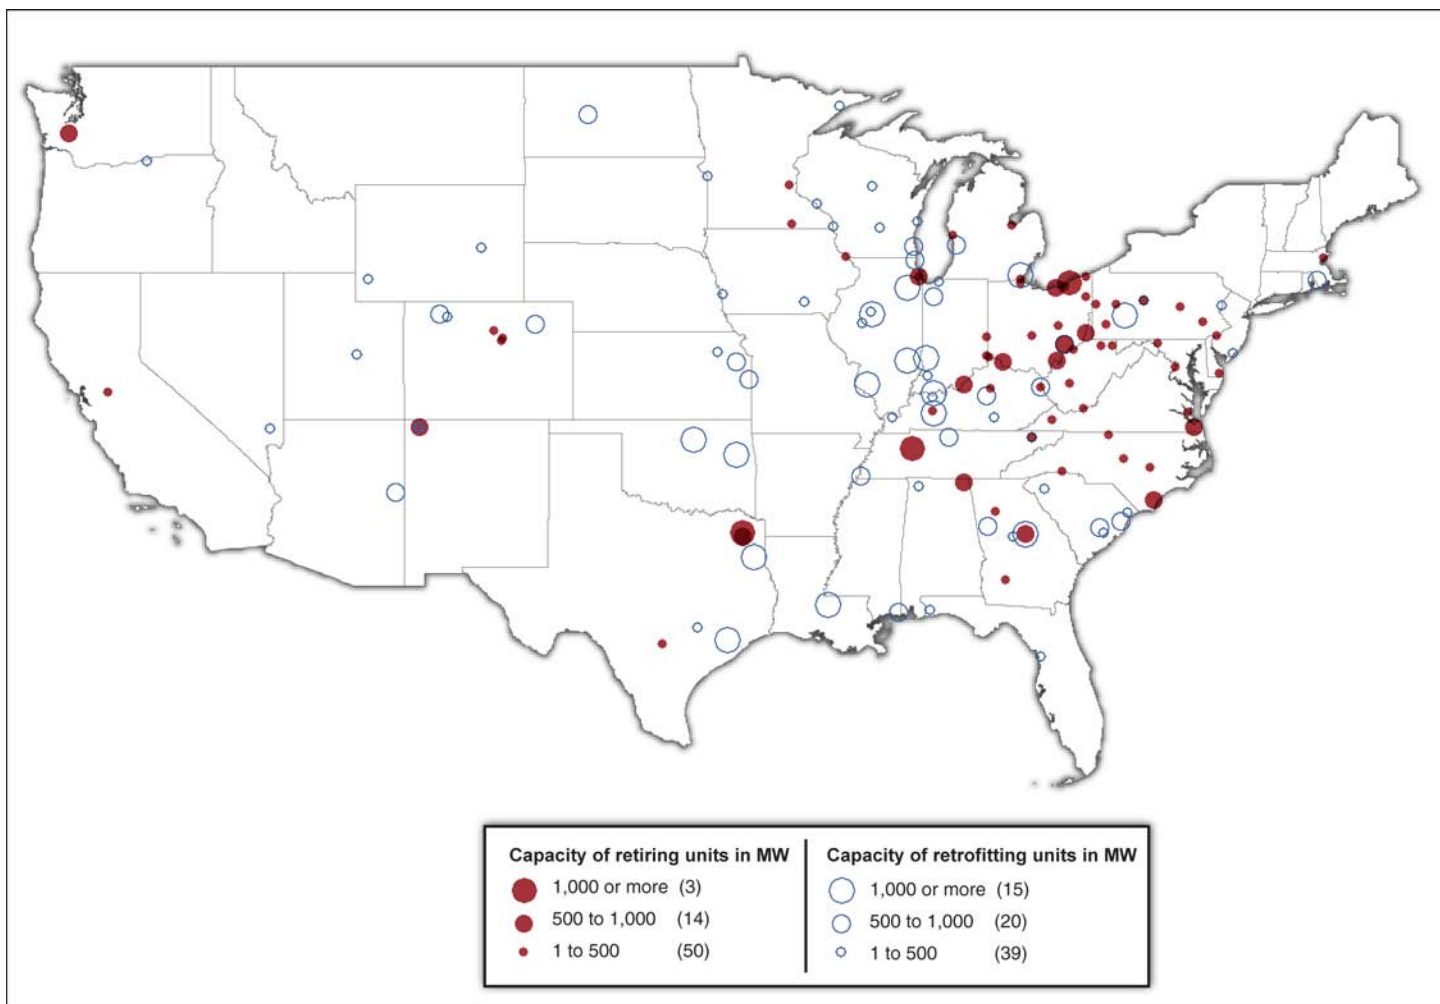 Capacity of retiring units in MW
1,000 or more (3)
500 to 1,000 (14)
1 to 500 (50)
Capacity of retrofitting units in MW
1,000 or more (15)
500 to 1,000 (20)
1 to 500 (39)